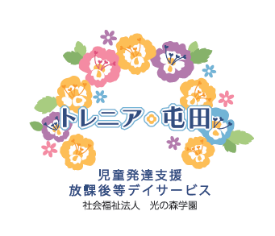 トレニア◇屯田
児童発達支援
放課後等デイサービス
社会福祉法人　光の森学園